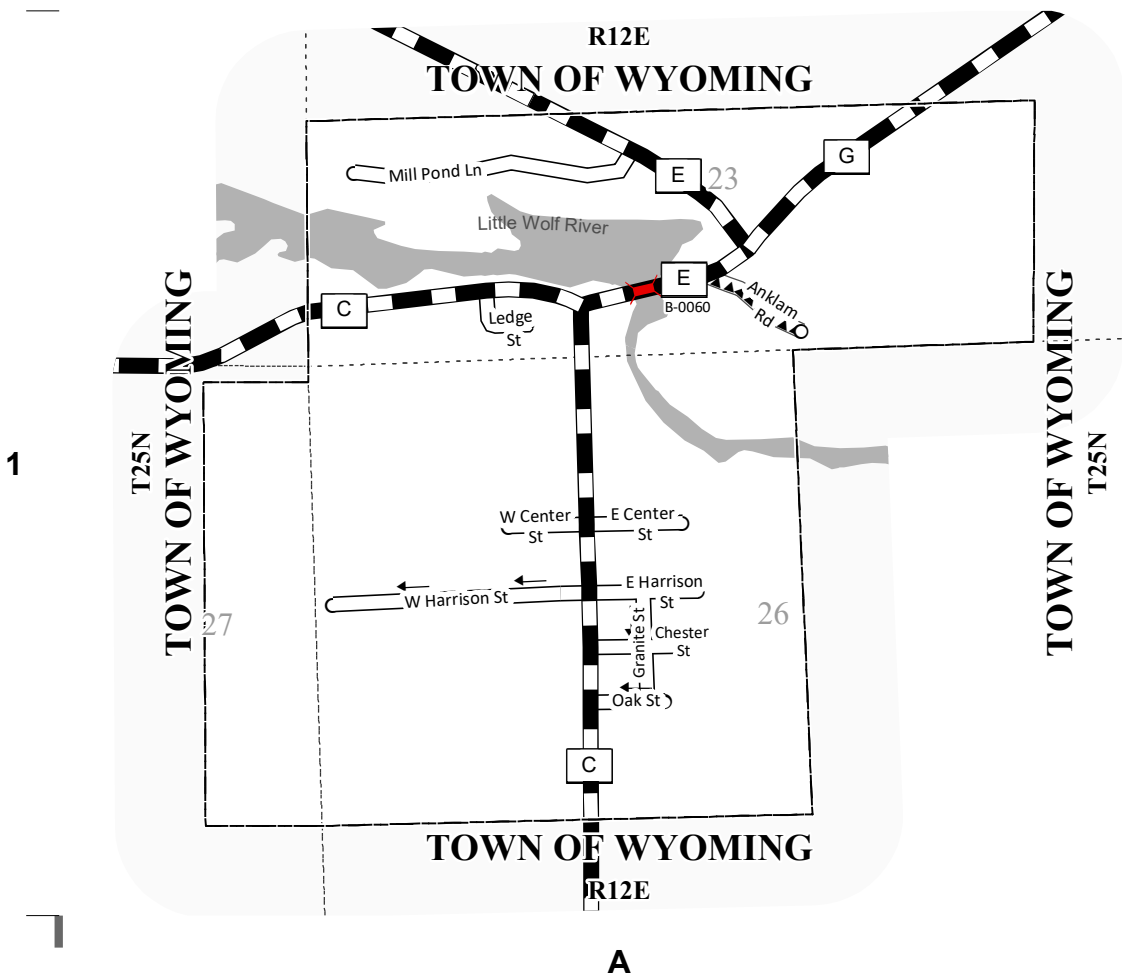 R12E
TOWN OF WYOMING
G
Mill Pond Ln
E
23
Little Wolf River
E
C
B-0060
Anklam
Rd
Ledge
St
TOWN OF WYOMING
T25N
1
TOWN OF WYOMING
T25N
W Center
St
E Center
St
E Harrison
St
W Harrison St
Granite St
Chester
St
27
26
Oak St
C
TOWN OF WYOMING
R12E
A